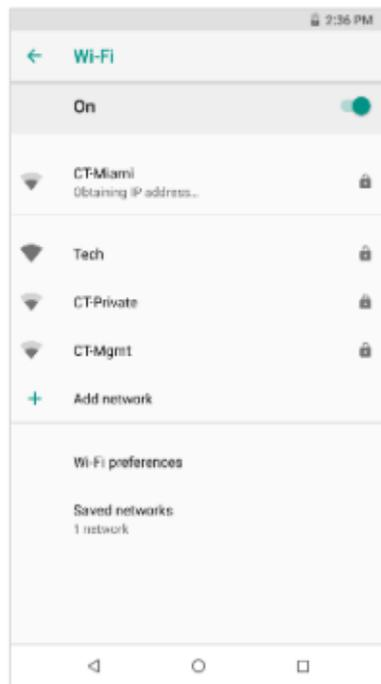 2:36 PM
Wi-Fi
On
CT-Miami
Obtaining IP address...
Tech
CT-Private
CT-Mgmt
Add network
Wi-Fi preferences
Saved networks
1 network